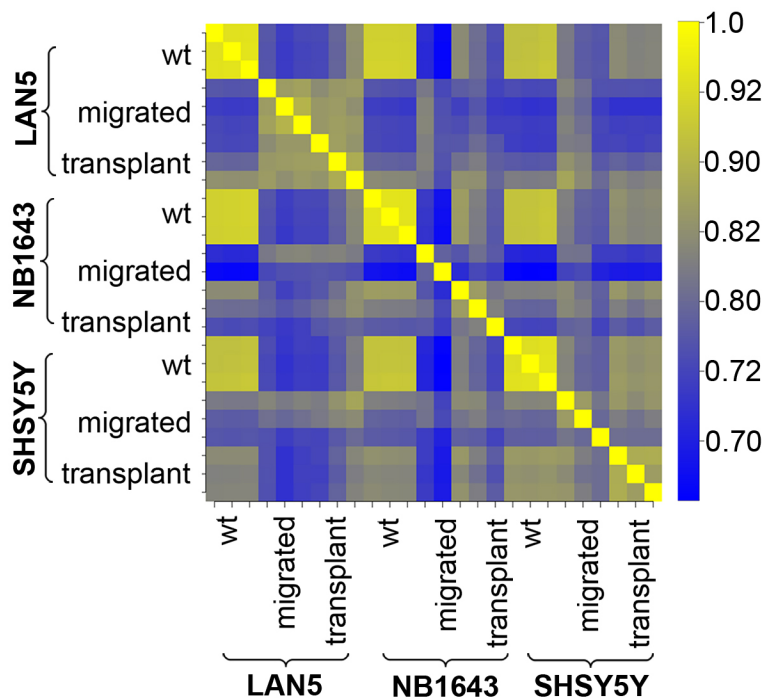 1.0
0.92
0.90
0.82
0.80
0.72
0.70
LAN5
wt
migrated
transplant
NB1643
wt
migrated
transplant
SHSY5Y
wt
migrated
transplant
wt
migrated
transplant
wt
migrated
transplant
wt
migrated
transplant
LAN5
NB1643
SHSY5Y